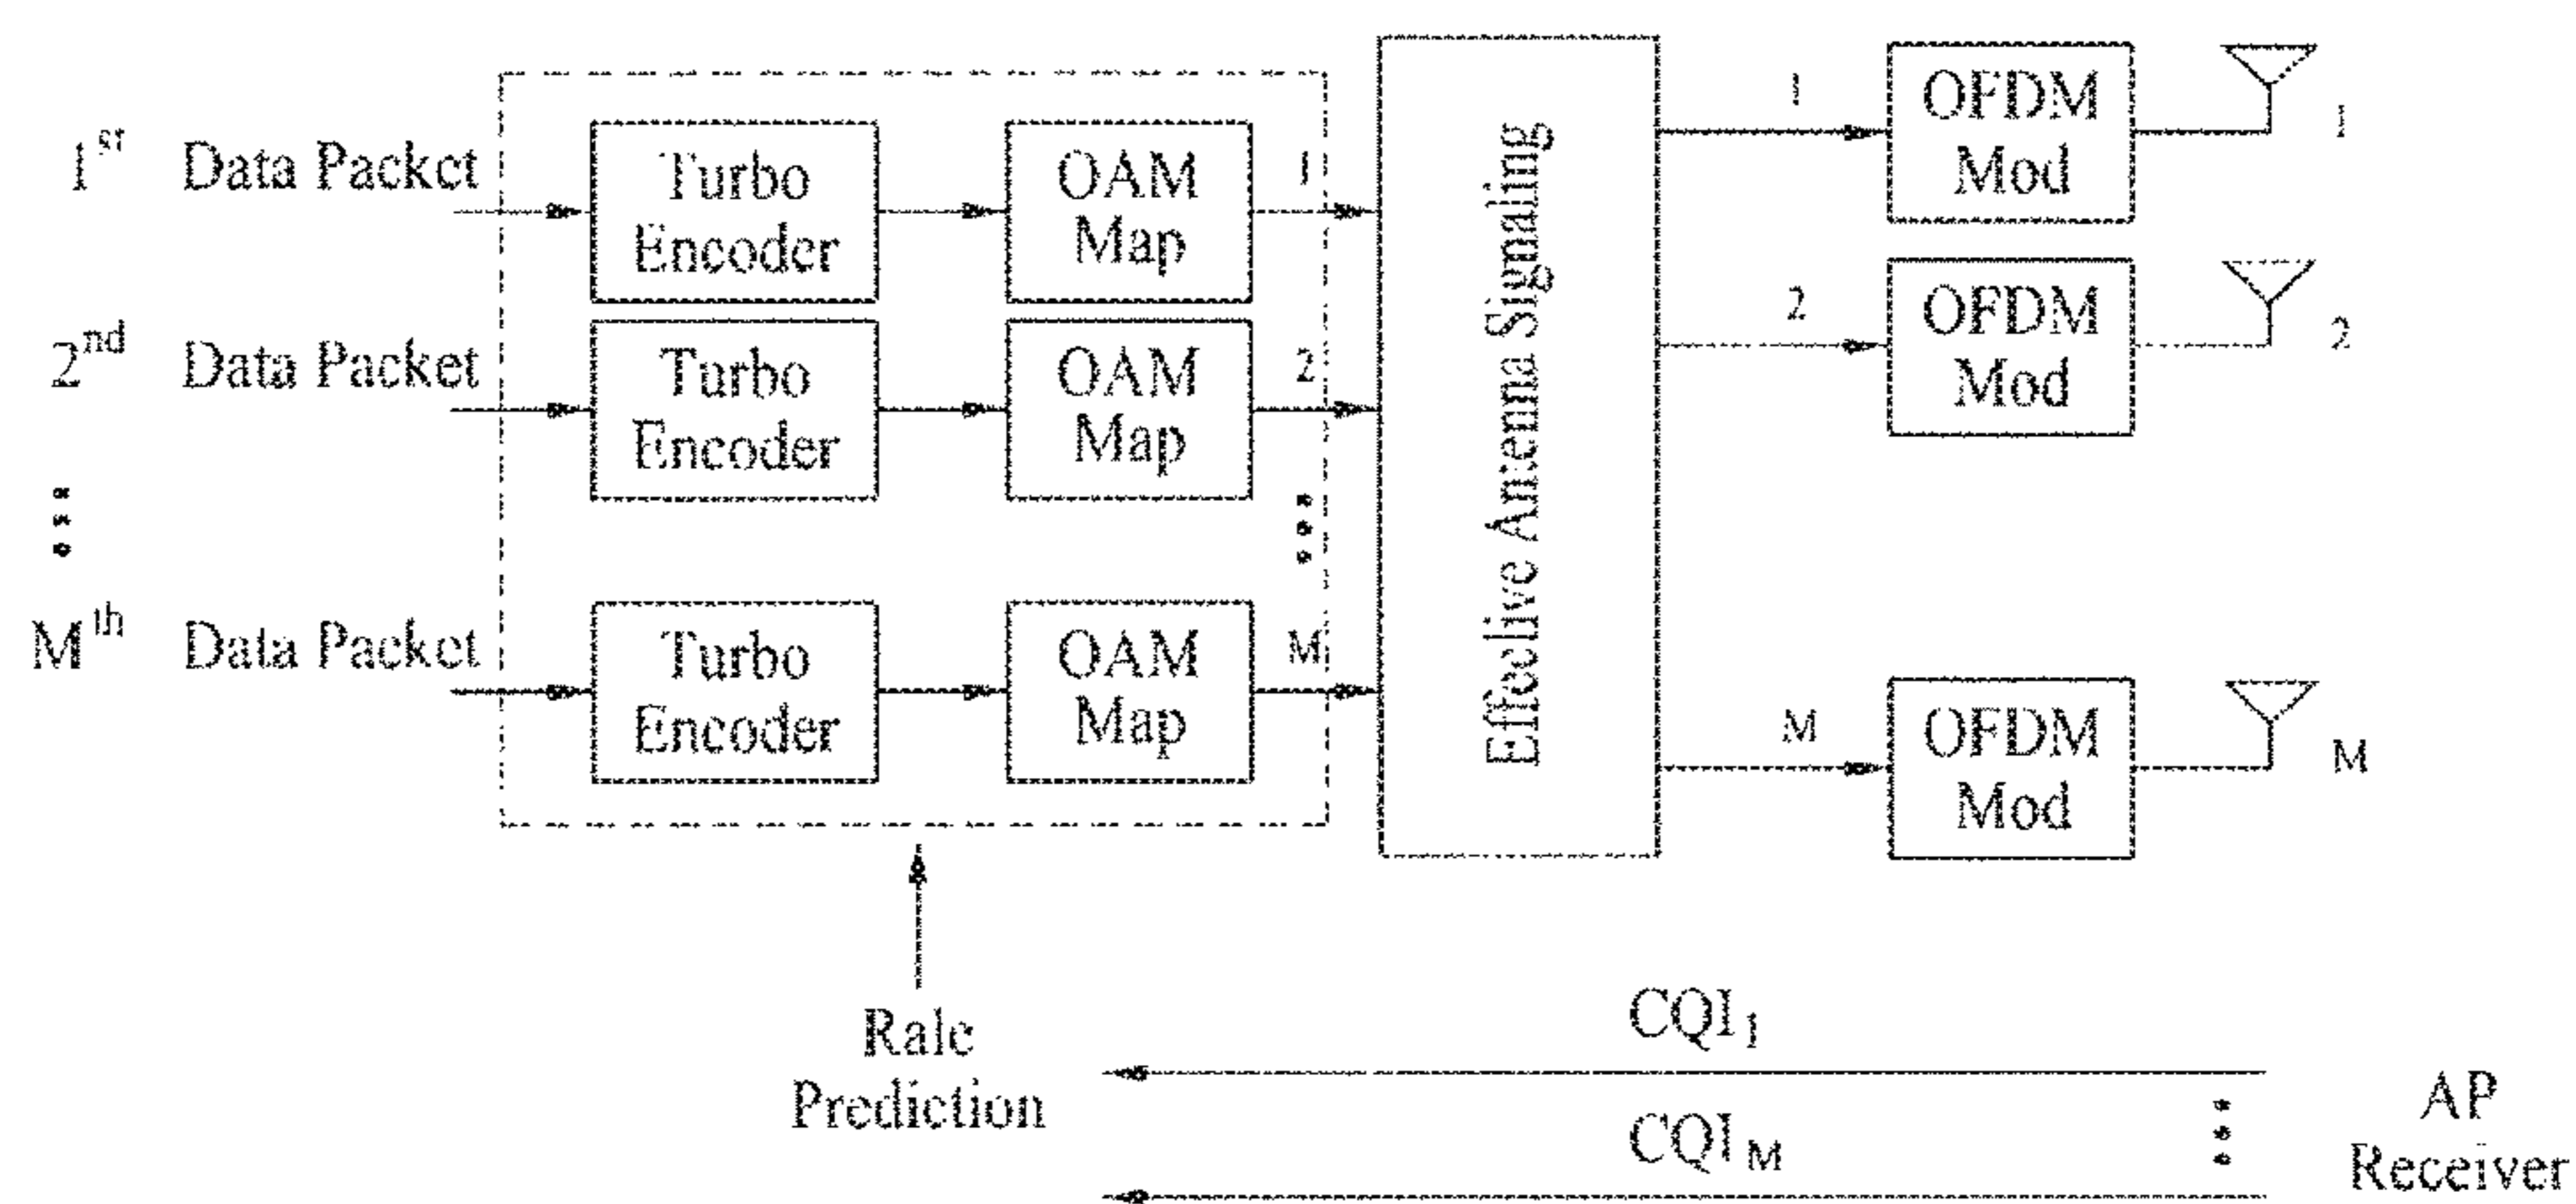 1st Data Packet
Turbo
Encoder
OAM
Map
1
2nd Data Packet
Turbo
Encoder
OAM
Map
2
Mth Data Packet
Turbo
Encoder
OAM
Map
M
Effective Antenna Signaling
1
OFDM
Mod
1
2
OFDM
Mod
2
M
OFDM
Mod
M
Rate
Prediction
CQI1
CQIM
AP
Receiver